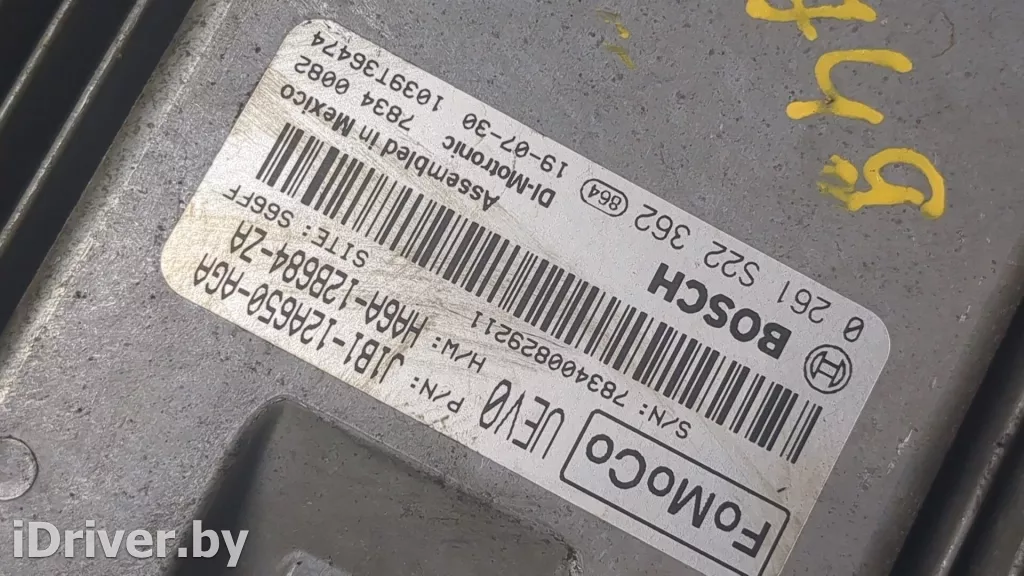 FoMoCo UEV0 P/N: J1B1-12A650-AGA
H/W: HA6A-12B684-ZA
S/N: 783400829211 SITE: S66FF
BOSCH
DI-Motronic Assembled in Mexico
0 261 S22 362 864 19-07-30 7834 0082
1039T36474
iDriver.by